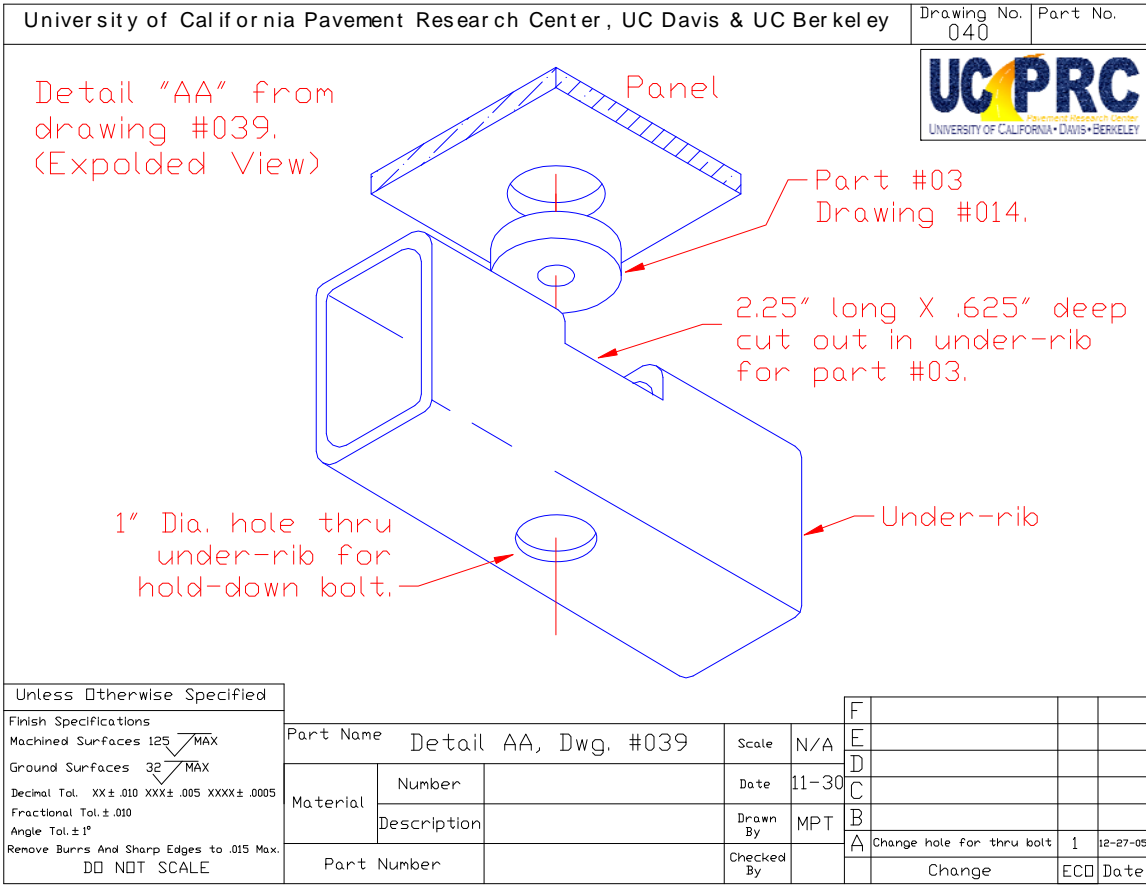 University of California Pavement Research Center, UC Davis & UC Berkeley
Drawing No.
040
Part No.
UCPRC
Pavement Research Center
UNIVERSITY OF CALIFORNIA • DAVIS • BERKELEY
Detail "AA" from
drawing #039.
(Expolded View)
Panel
Part #03
Drawing #014.
2.25" long X .625" deep
cut out in under-rib
for part #03.
Under-rib
1" Dia. hole thru
under-rib for
hold-down bolt.
Unless Otherwise Specified
Finish Specifications
Machined Surfaces 125 MAX
Ground Surfaces 32 MAX
Decimal Tol. XX± .010 XXX± .005 XXXX± .0005
Fractional Tol.± .010
Angle Tol.± 1°
Remove Burrs And Sharp Edges to .015 Max.
DO NOT SCALE
Part Name
Detail AA, Dwg. #039
Material
Number
Description
Part Number
Scale
N/A
Date
11-30
Drawn
By
MPT
Checked
By
F
E
D
C
B
A Change hole for thru bolt 1 12-27-05
Change ECO Date